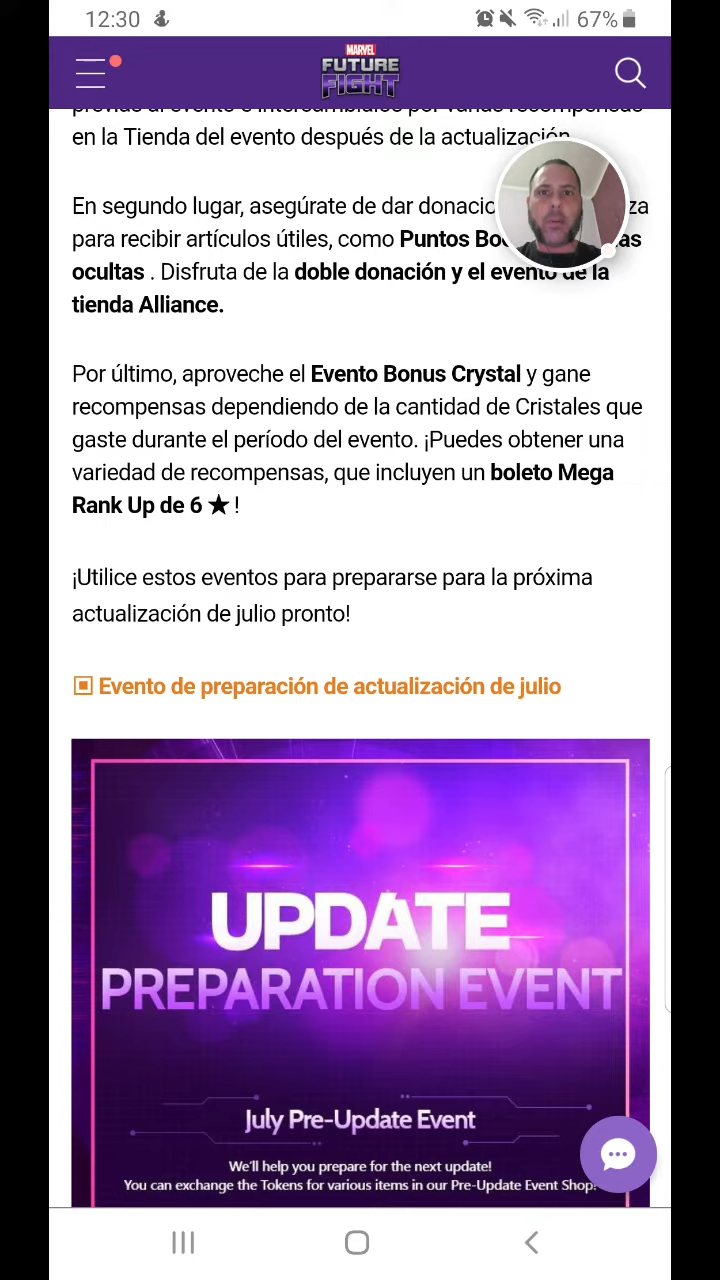 12:30
67%
MARVEL
FUTURE
FIGHT
en la Tienda del evento después de la actualización
En segundo lugar, asegúrate de dar
para recibir artículos útiles, como Puntos
ocultas . Disfruta de la doble donación y el evento de la
tienda Alliance.
Por último, aproveche el Evento Bonus Crystal y gane
recompensas dependiendo de la cantidad de Cristales que
gaste durante el período del evento. ¡Puedes obtener una
variedad de recompensas, que incluyen un boleto Mega
Rank Up de 6 ★ !
¡Utilice estos eventos para prepararse para la próxima
actualización de julio pronto!
▣ Evento de preparación de actualización de julio
UPDATE
PREPARATION EVENT
July Pre-Update Event
We'll help you prepare for the next update!
You can exchange the Tokens for various items in our Pre-Update Event Shop!